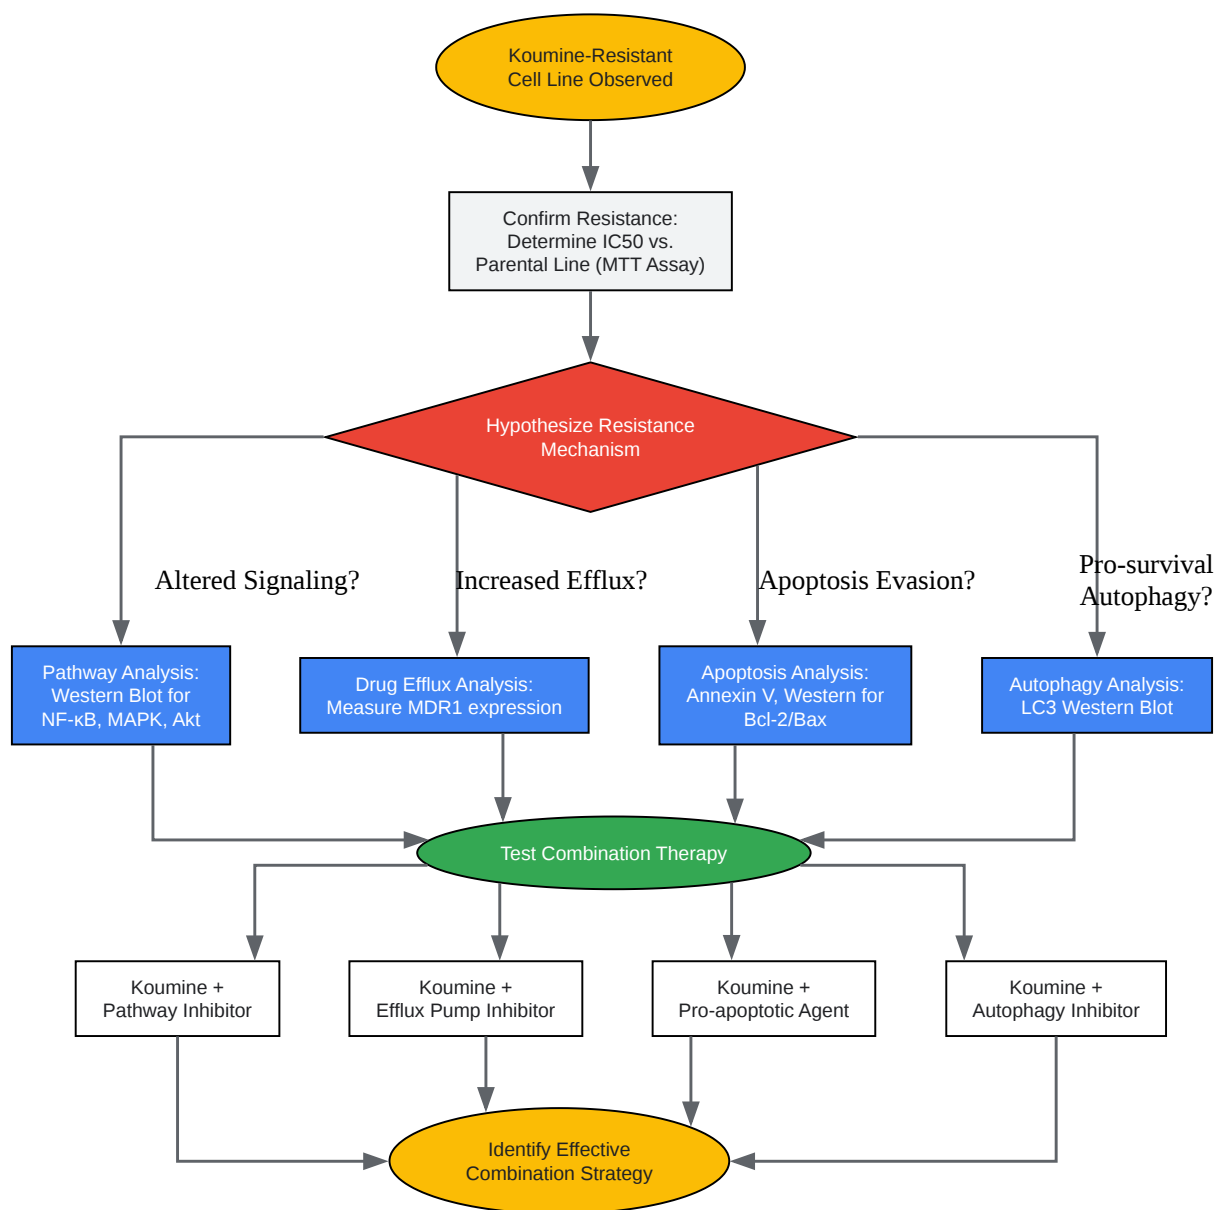 Koumine-Resistant
Cell Line Observed
Confirm Resistance:
Determine IC50 vs.
Parental Line (MTT Assay)
Hypothesize Resistance
Mechanism
Altered Signaling?
Increased Efflux?
Apoptosis Evasion?
Pro-survival
Autophagy?
Pathway Analysis:
Western Blot for
NF-κB, MAPK, Akt
Drug Efflux Analysis:
Measure MDR1 expression
Apoptosis Analysis:
Annexin V, Western for
Bcl-2/Bax
Autophagy Analysis:
LC3 Western Blot
Test Combination Therapy
Koumine +
Pathway Inhibitor
Koumine +
Efflux Pump Inhibitor
Koumine +
Pro-apoptotic Agent
Koumine +
Autophagy Inhibitor
Identify Effective
Combination Strategy